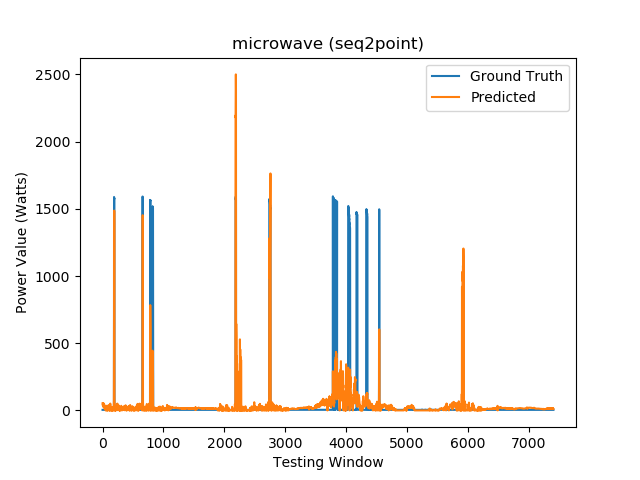 microwave (seq2point)
Ground Truth
Predicted
Power Value (Watts)
2500
2000
1500
1000
500
0
0 1000 2000 3000 4000 5000 6000 7000
Testing Window